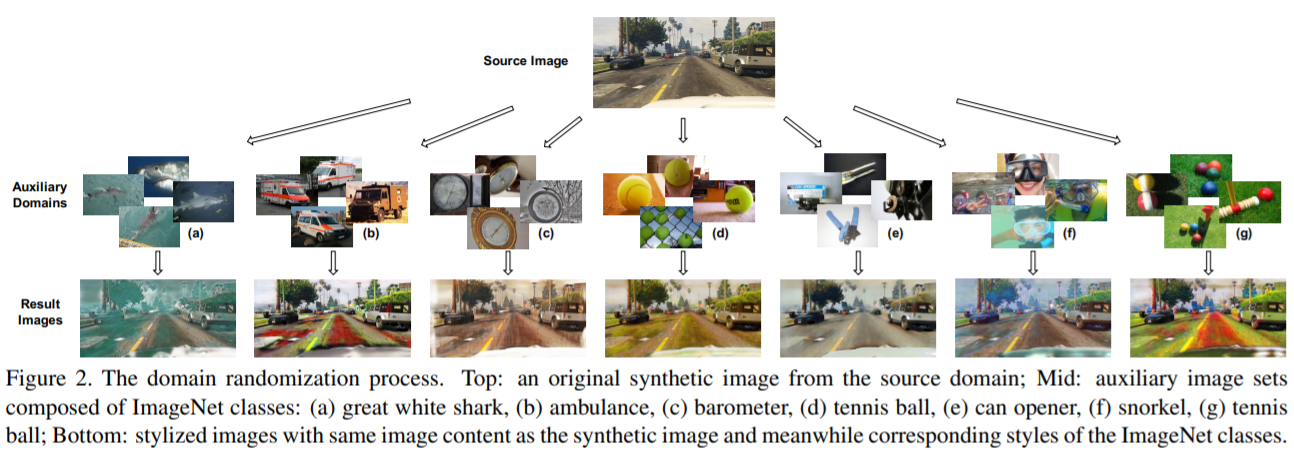 Source Image
Auxiliary
Domains
(a)
(b)
(c)
(d)
(e)
(f)
(g)
Result
Images
Figure 2. The domain randomization process. Top: an original synthetic image from the source domain; Mid: auxiliary image sets
composed of ImageNet classes: (a) great white shark, (b) ambulance, (c) barometer, (d) tennis ball, (e) can opener, (f) snorkel, (g) tennis
ball; Bottom: stylized images with same image content as the synthetic image and meanwhile corresponding styles of the ImageNet classes.